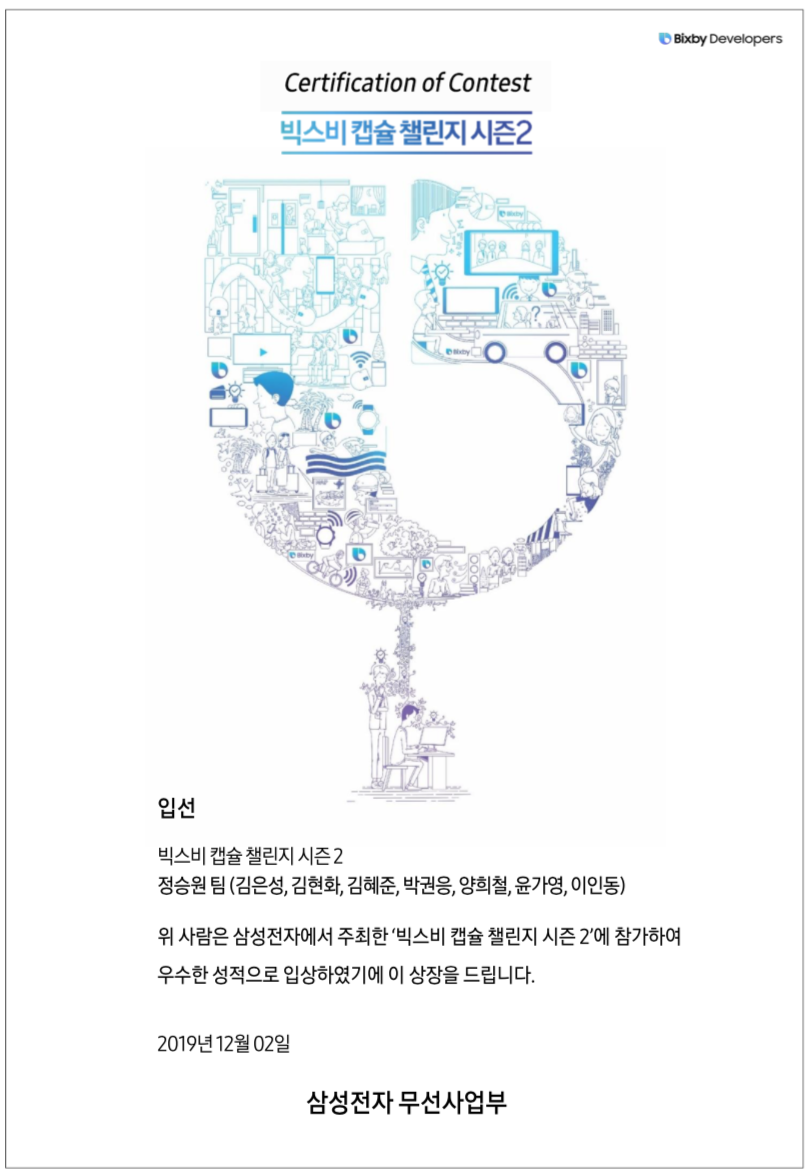 Bixby Developers
Certification of Contest
빅스비 캡슐 챌린지 시즌2
Bixby
?
Bixby
Bixby
입선
빅스비 캡슐 챌린지 시즌 2
정승원 팀 (김은성, 김현화, 김혜준, 박권응, 양희철, 윤가영, 이인동)
위 사람은 삼성전자에서 주최한 ‘빅스비 캡슐 챌린지 시즌 2’에 참가하여
우수한 성적으로 입상하였기에 이 상장을 드립니다.
2019년 12월 02일
삼성전자 무선사업부